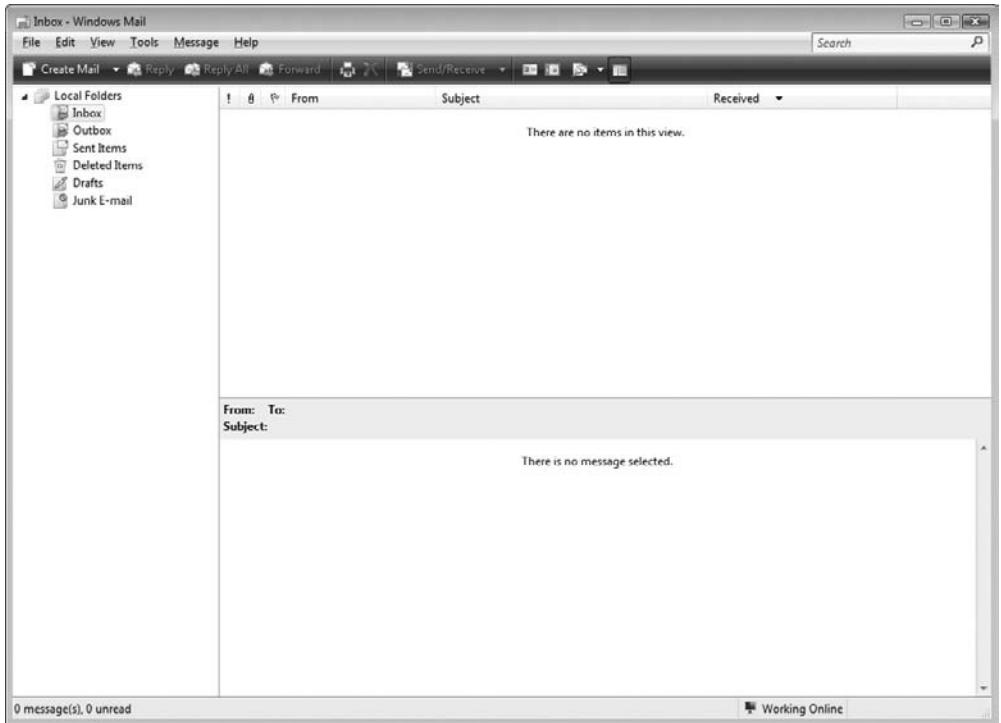 Inbox - Windows Mail
File Edit View Tools Message Help
Search
Create Mail Reply Reply All Forward Send/Receive
Local Folders
Inbox
Outbox
Sent Items
Deleted Items
Drafts
Junk E-mail
! From Subject Received
There are no items in this view.
From: To:
Subject:
There is no message selected.
0 message(s), 0 unread
Working Online